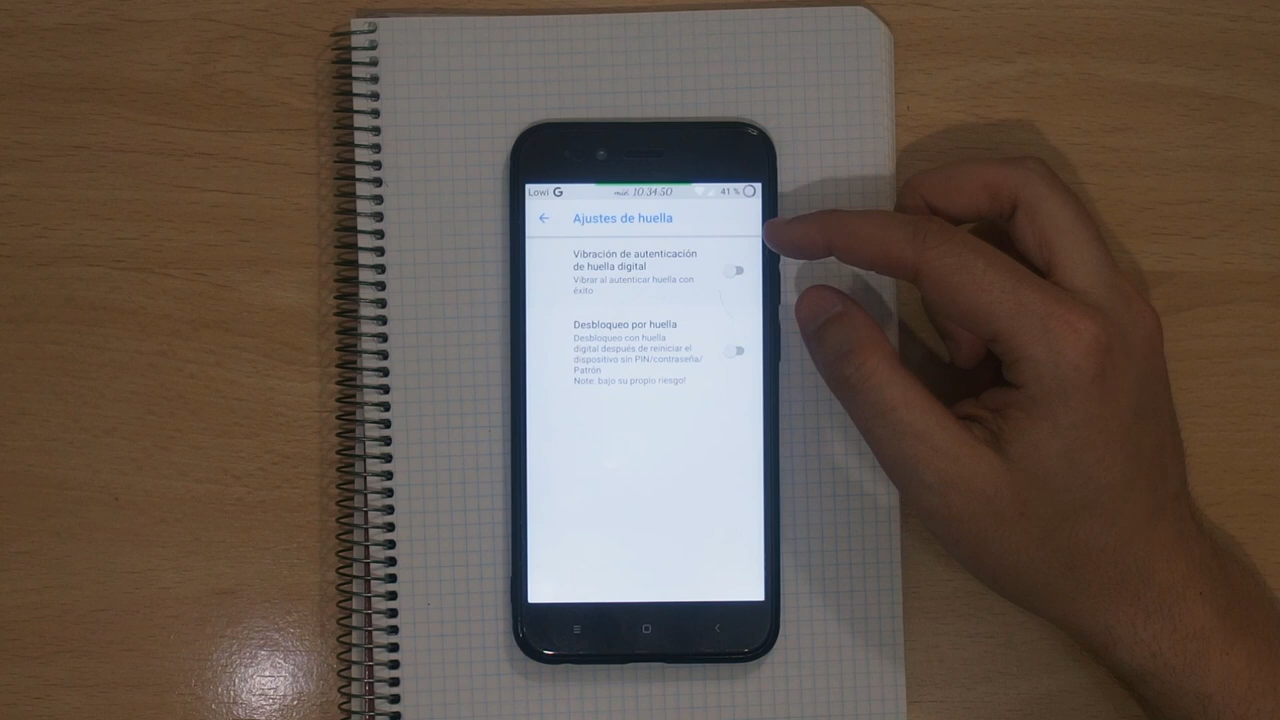 Lowi G mié. 10 34 50 41 %
Ajustes de huella
Vibración de autenticación
de huella digital
Vibrar al autenticar huella con
éxito
Desbloqueo por huella
Desbloqueo con huella
digital después de reiniciar el
dispositivo sin PIN/contraseña/
Patrón
Note: bajo su propio riesgo!